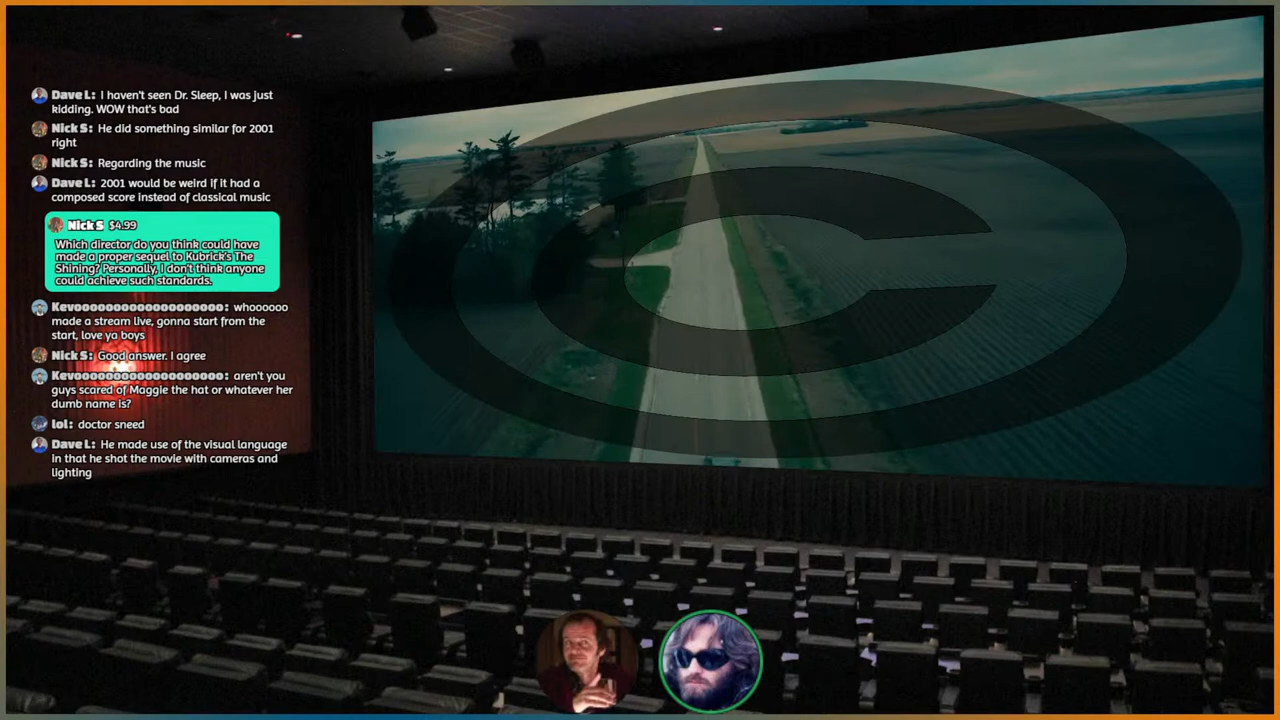 Dave L: I haven't seen Dr. Sleep, I was just
kidding. WOW that's bad
Nick S: He did something similar for 2001
right
Nick S: Regarding the music
Dave L: 2001 would be weird if it had a
composed score instead of classical music
Nick S $4.99
Which director do you think could have
made a proper sequel to Kubrick's The
Shining? Personally, I don't think anyone
could achieve such standards.
Kevooooooooooooooooooo: whoooooo
made a stream live, gonna start from the
start, love ya boys
Nick S: Good answer. I agree
Kevooooooooooooooooooo: aren't you
guys scared of Maggie the hat or whatever her
dumb name is?
lol: doctor sneed
Dave L: He made use of the visual language
in that he shot the movie with cameras and
lighting